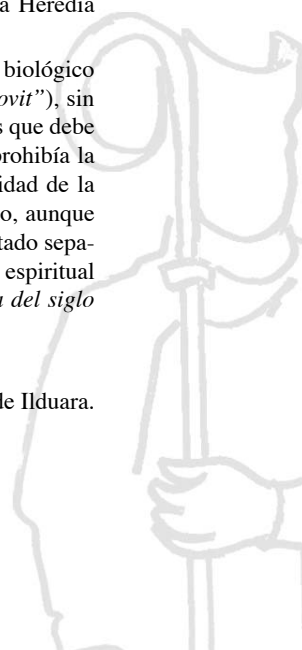 a Heredia
biológico
ovit”), sin
s que debe
prohibía la
idad de la
o, aunque
tado sepa-
espiritual
a del siglo
de Ilduara.